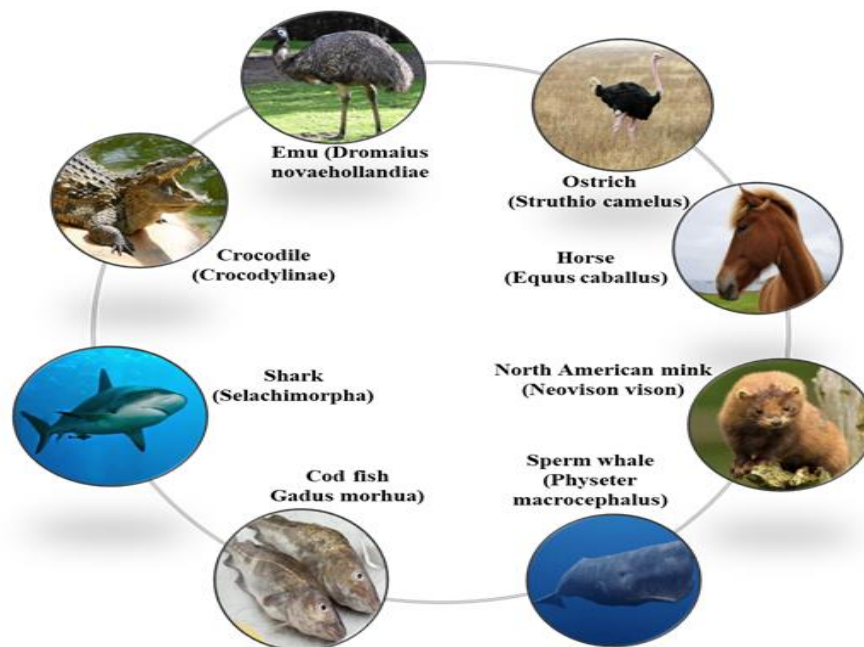 Emu (Dromaius
novaehollandiae
Ostrich
(Struthio camelus)
Crocodile
(Crocodylinae)
Horse
(Equus caballus)
Shark
(Selachimorpha)
North American mink
(Neovison vison)
Cod fish
Gadus morhua)
Sperm whale
(Physeter
macrocephalus)